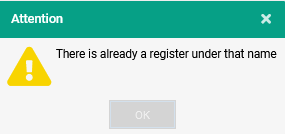 Attention
There is already a register under that name
OK